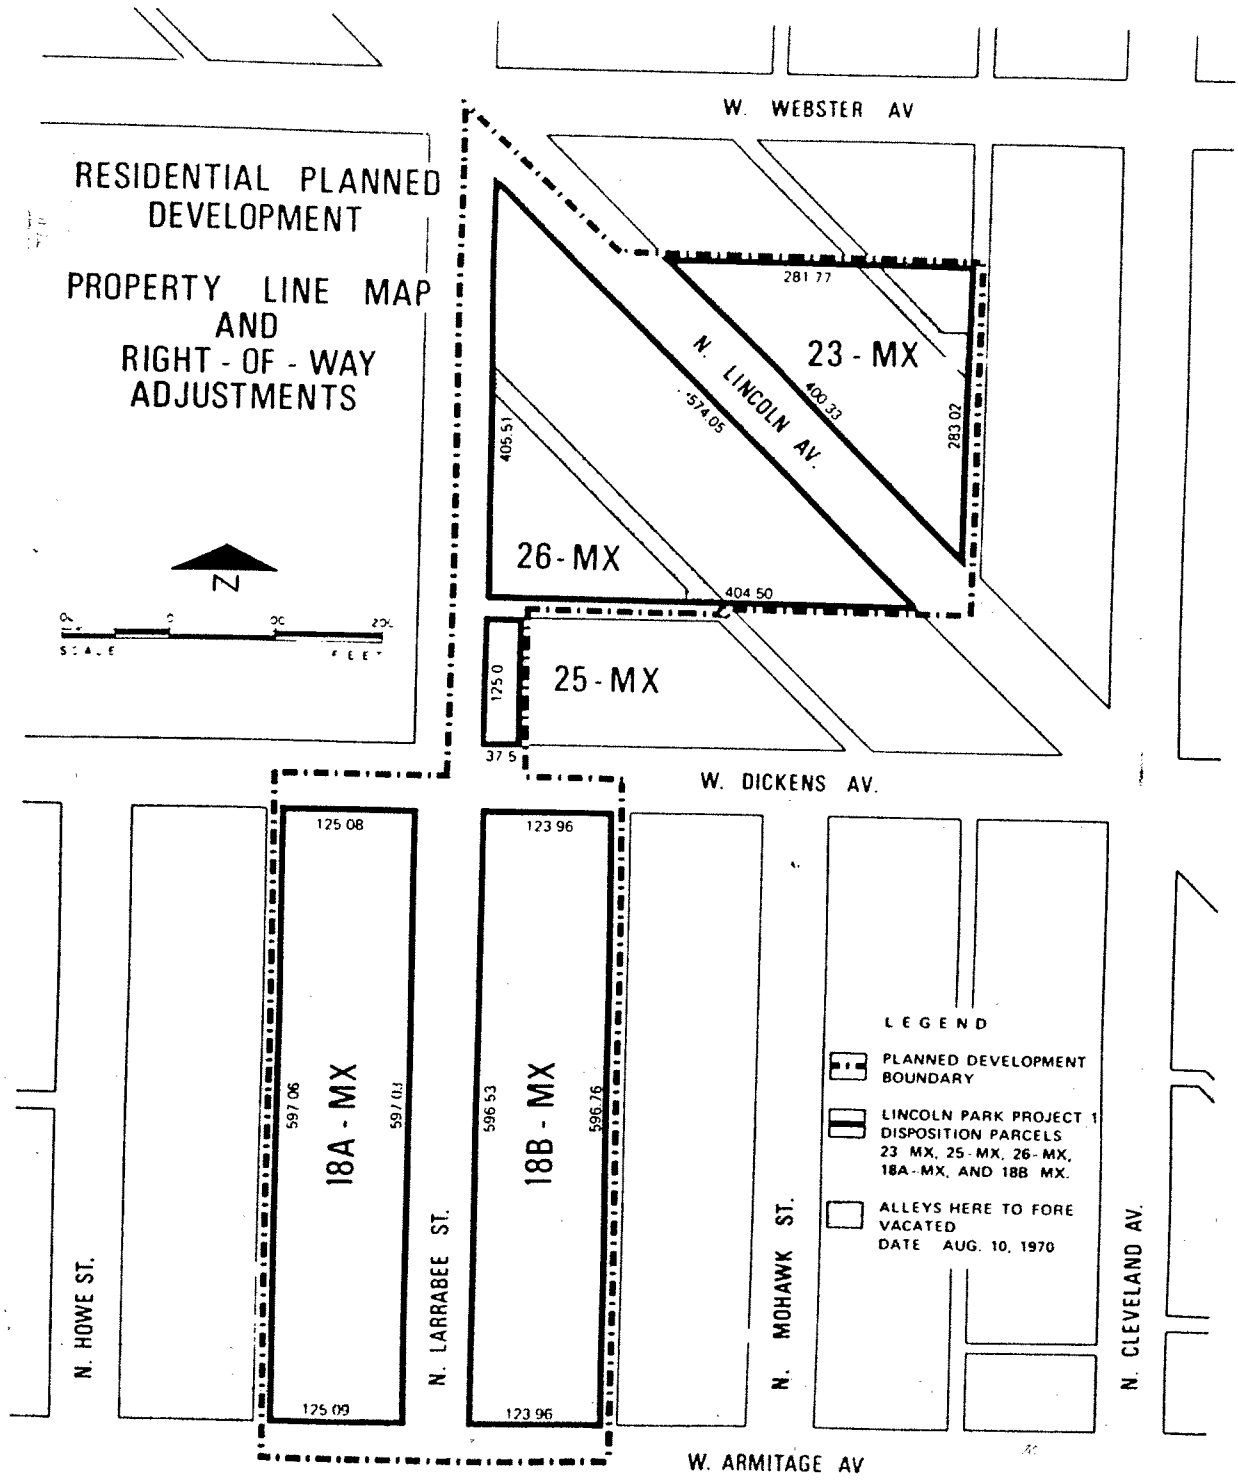 W. WEBSTER AV
RESIDENTIAL PLANNED
DEVELOPMENT
PROPERTY LINE MAP
AND
RIGHT - OF - WAY
ADJUSTMENTS
N
SCALE
FEET
281 77
23 - MX
N. LINCOLN AV.
400.33
574.05
283 02
405.51
26 - MX
404 50
125 0
25 - MX
37 5
W. DICKENS AV.
125 08
123 96
597 06
18A - MX
597 03
596 53
18B - MX
596.76
LEGEND
PLANNED DEVELOPMENT
BOUNDARY
LINCOLN PARK PROJECT 1
DISPOSITION PARCELS
23 MX, 25 - MX, 26 - MX,
18A - MX, AND 18B MX.
ALLEYS HERE TO FORE
VACATED
DATE AUG. 10, 1970
N. HOWE ST.
N. LARRABEE ST.
N. MOHAWK ST.
N. CLEVELAND AV.
125 09
123 96
W. ARMITAGE AV